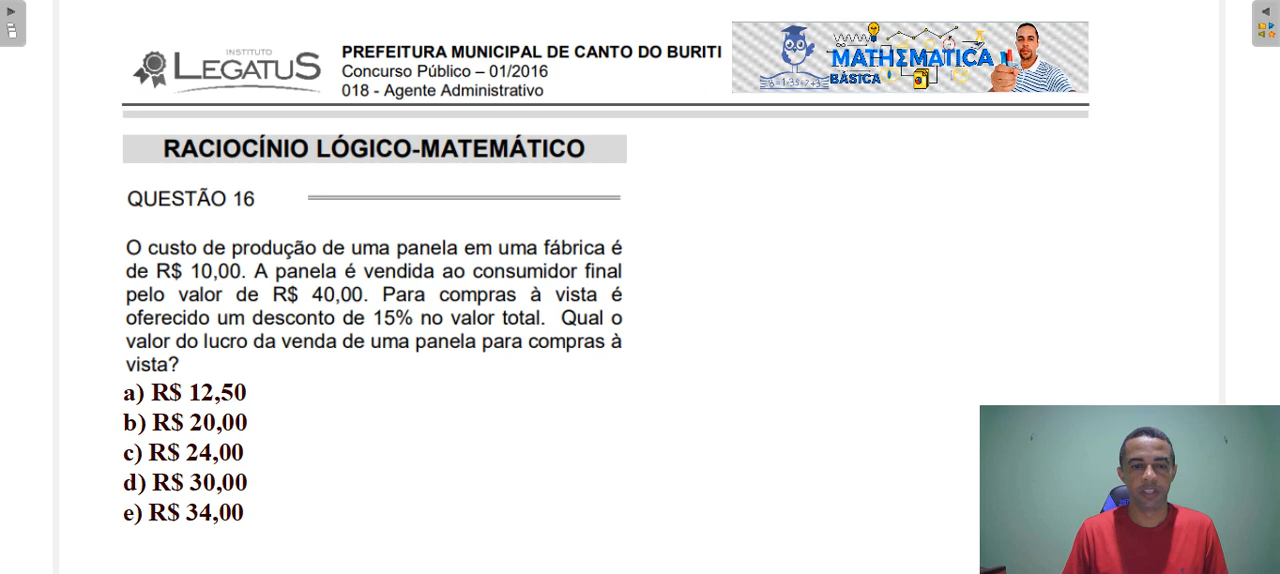 INSTITUTO
LEGATUS
PREFEITURA MUNICIPAL DE CANTO DO BURITI
Concurso Público – 01/2016
018 - Agente Administrativo
MATHΣMATICA
BÁSICA
RACIOCÍNIO LÓGICO-MATEMÁTICO
QUESTÃO 16
O custo de produção de uma panela em uma fábrica é
de R$ 10,00. A panela é vendida ao consumidor final
pelo valor de R$ 40,00. Para compras à vista é
oferecido um desconto de 15% no valor total. Qual o
valor do lucro da venda de uma panela para compras à
vista?
a) R$ 12,50
b) R$ 20,00
c) R$ 24,00
d) R$ 30,00
e) R$ 34,00